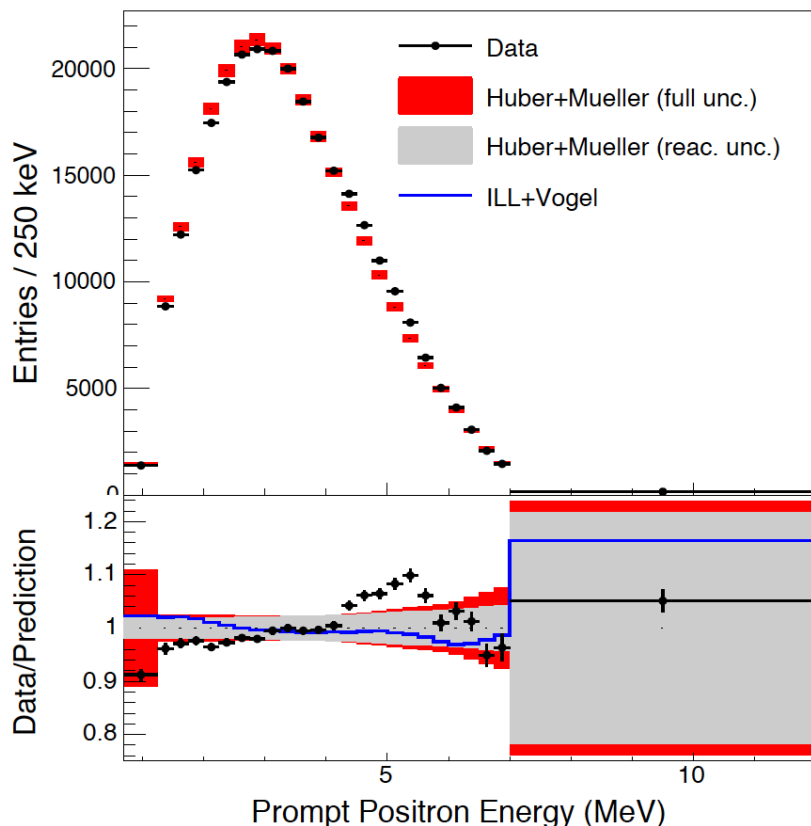 Entries / 250 keV
20000
15000
10000
5000
0
Data
Huber+Mueller (full unc.)
Huber+Mueller (reac. unc.)
ILL+Vogel
Data/Prediction
1.2
1.1
1
0.9
0.8
5
10
Prompt Positron Energy (MeV)